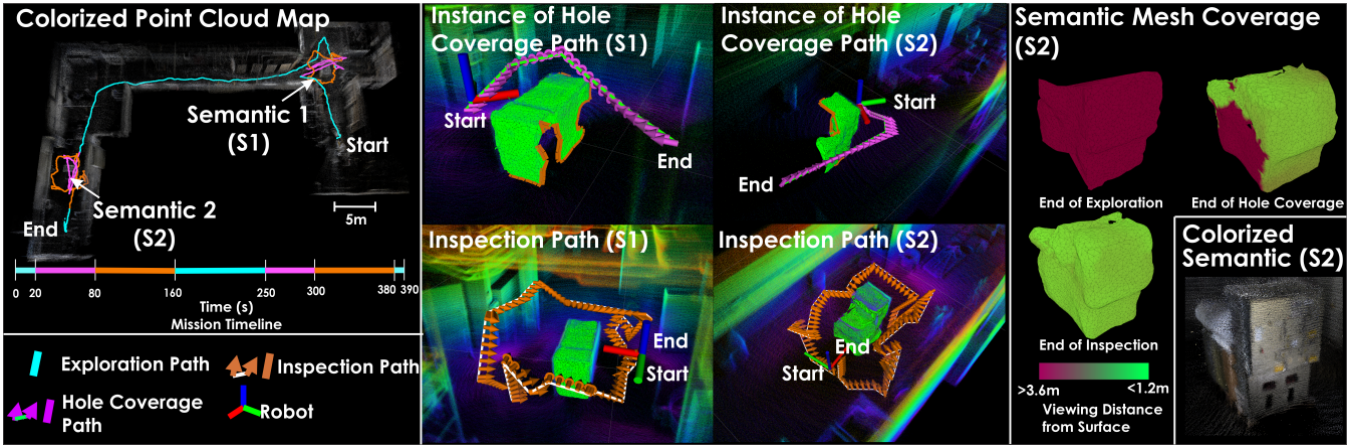 Colorized Point Cloud Map
Semantic 1
(S1)
Start
Semantic 2
(S2)
End
5m
0 20 80 160 250 300 380 390
Time (s)
Mission Timeline
Exploration Path
Inspection Path
Hole Coverage
Path
Robot
Instance of Hole
Coverage Path (S1)
Start
End
Instance of Hole
Coverage Path (S2)
Start
End
Inspection Path (S1)
End
Start
Inspection Path (S2)
End
Start
Semantic Mesh Coverage
(S2)
End of Exploration
End of Hole Coverage
End of Inspection
>3.6m
<1.2m
Viewing Distance
from Surface
Colorized
Semantic (S2)